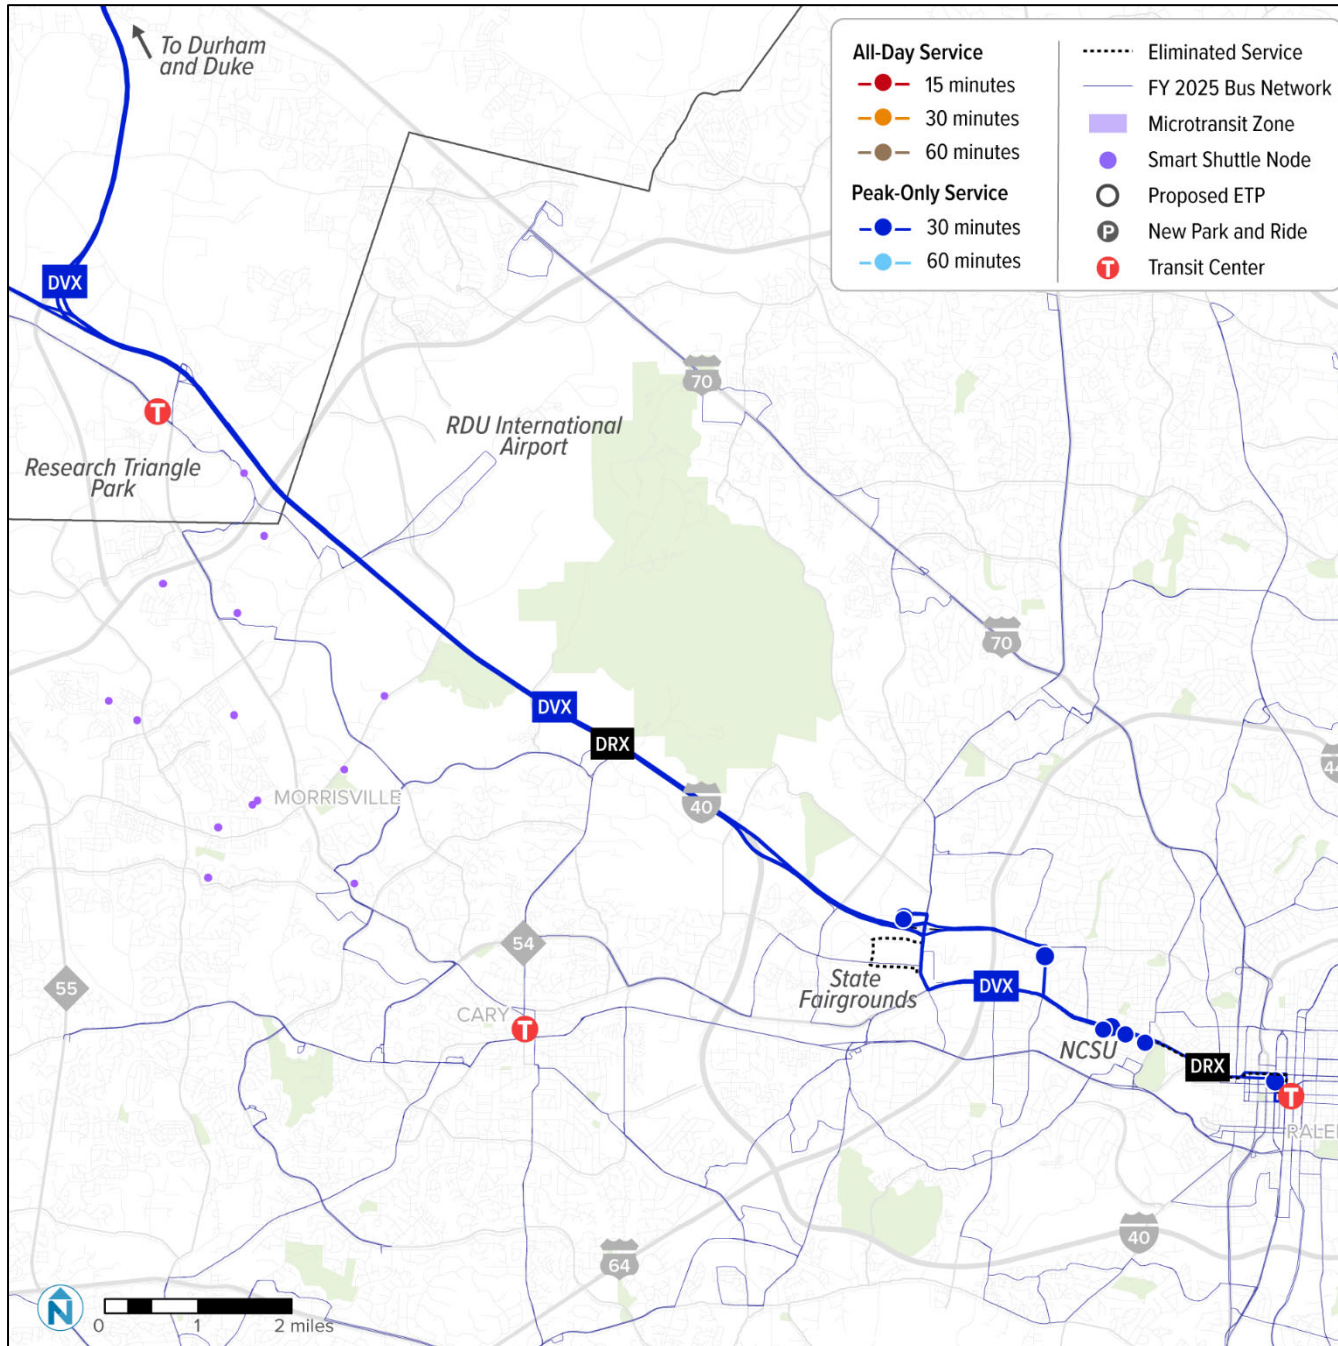 To Durham
and Duke
All-Day Service
15 minutes
30 minutes
60 minutes
Peak-Only Service
30 minutes
60 minutes
Eliminated Service
FY 2025 Bus Network
Microtransit Zone
Smart Shuttle Node
Proposed ETP
P
New Park and Ride
T
Transit Center
DVX
70
T
RDU International
Airport
Research Triangle
Park
70
DVX
DRX
44
40
MORRISVILLE
54
55
State
Fairgrounds
DVX
CARY
T
NCSU
DRX
T
RALEI
40
64
N
0 1 2 miles